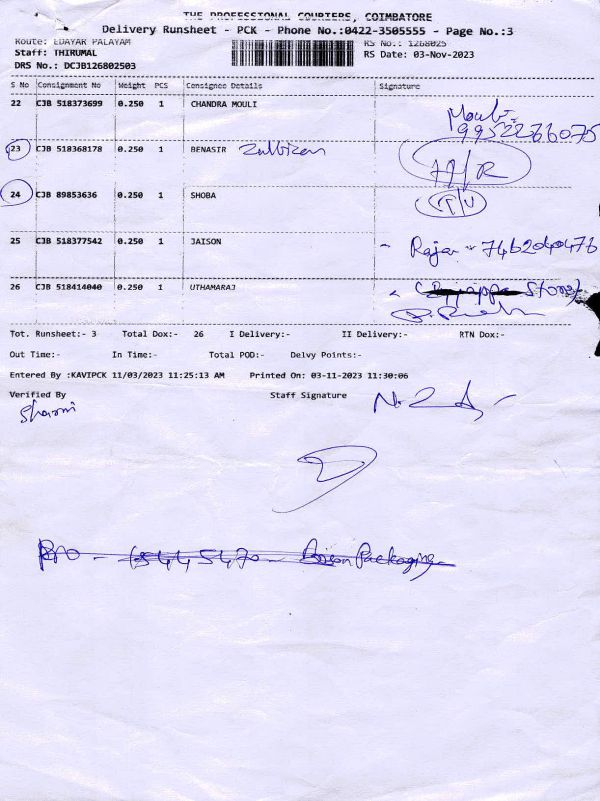 THE PROFESSIONAL COURIERS, COIMBATORE
Delivery Runsheet - PCK - Phone No.:0422-3505555 - Page No.:3
Route: EDAYAR PALAYAM RS No.: 1268025
Staff: THIRUMAL RS Date: 03-Nov-2023
DRS No.: DCJB126802503
S No Consignment No Weight PCS Consignee Details Signature
22 CJB 518373699 0.250 1 CHANDRA MOULI Mouli
23 CJB 518368178 0.250 1 BENASIR
24 CJB 89853636 0.250 1 SHOBA
25 CJB 518377542 0.250 1 JAISON
26 CJB 518414040 0.250 1 UTHAMARAJ Stores
Tot. Runsheet:- 3 Total Dox:- 26 I Delivery:- II Delivery:- RTN Dox:-
Out Time:- In Time:- Total POD:- Delvy Points:-
Entered By :KAVIPCK 11/03/2023 11:25:13 AM Printed On: 03-11-2023 11:30:06
Verified By Staff Signature
Sharmi
Packaging